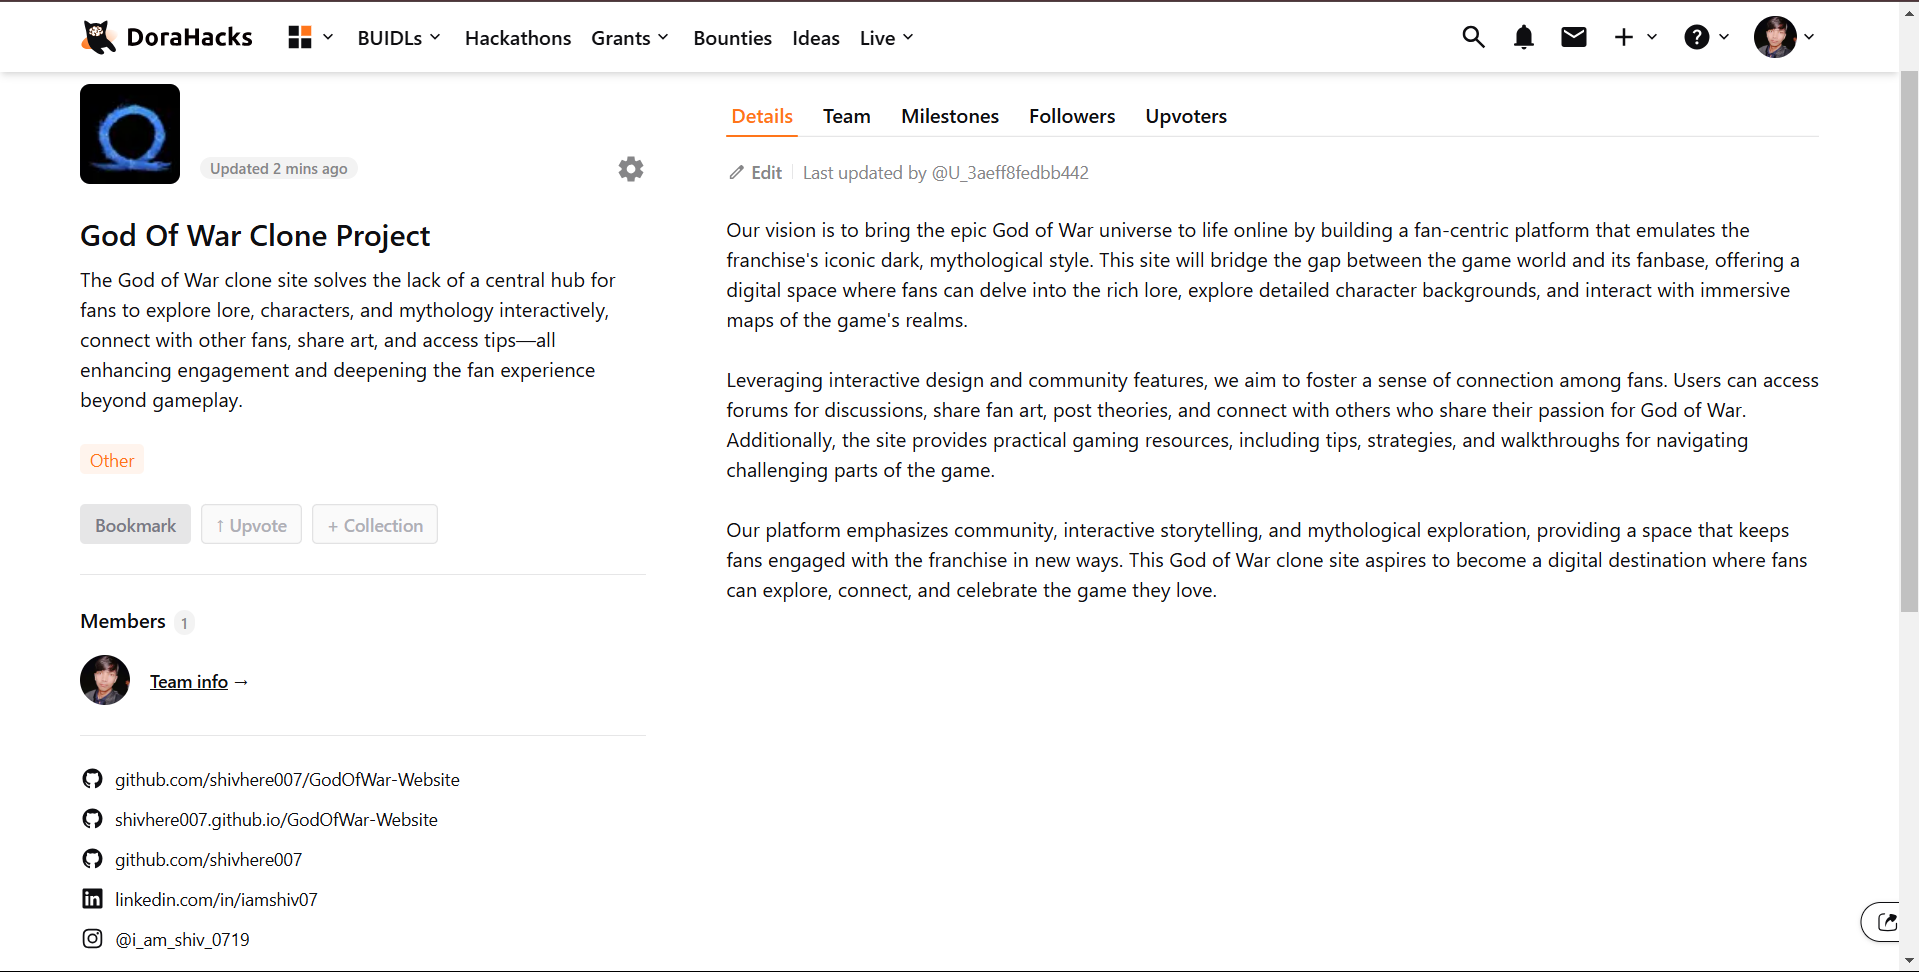 DoraHacks
BUIDLs
Hackathons
Grants
Bounties
Ideas
Live
Updated 2 mins ago
God Of War Clone Project
The God of War clone site solves the lack of a central hub for
fans to explore lore, characters, and mythology interactively,
connect with other fans, share art, and access tips—all
enhancing engagement and deepening the fan experience
beyond gameplay.
Other
Bookmark
↑ Upvote
+ Collection
Members 1
Team info →
github.com/shivhere007/GodOfWar-Website
shivhere007.github.io/GodOfWar-Website
github.com/shivhere007
linkedin.com/in/iamshiv07
@i_am_shiv_0719
Details
Team
Milestones
Followers
Upvoters
Edit
Last updated by @U_3aeff8fedbb442
Our vision is to bring the epic God of War universe to life online by building a fan-centric platform that emulates the
franchise's iconic dark, mythological style. This site will bridge the gap between the game world and its fanbase, offering a
digital space where fans can delve into the rich lore, explore detailed character backgrounds, and interact with immersive
maps of the game's realms.
Leveraging interactive design and community features, we aim to foster a sense of connection among fans. Users can access
forums for discussions, share fan art, post theories, and connect with others who share their passion for God of War.
Additionally, the site provides practical gaming resources, including tips, strategies, and walkthroughs for navigating
challenging parts of the game.
Our platform emphasizes community, interactive storytelling, and mythological exploration, providing a space that keeps
fans engaged with the franchise in new ways. This God of War clone site aspires to become a digital destination where fans
can explore, connect, and celebrate the game they love.